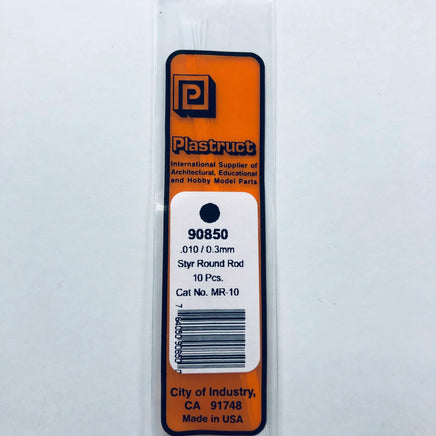 P
Plastruct
International Supplier of
Architectural, Educational
and Hobby Model Parts
90850
.010 / 0.3mm
Styr Round Rod
10 Pcs.
Cat No. MR-10
City of Industry,
CA 91748
Made in USA